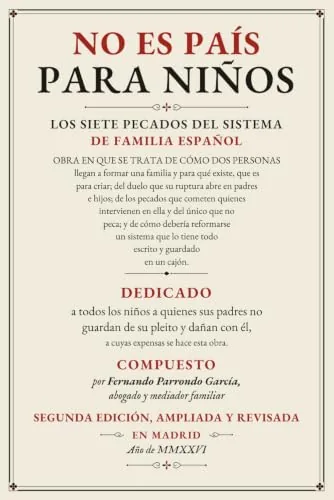 NO ES PAÍS
PARA NIÑOS
LOS SIETE PECADOS DEL SISTEMA
DE FAMILIA ESPAÑOL
OBRA EN QUE SE TRATA DE CÓMO DOS PERSONAS
llegan a formar una familia y para qué existe, que es
para criar; del duelo que su ruptura abre en padres
e hijos; de los pecados que cometen quienes
intervienen en ella y del único que no
peca; y de cómo debería reformarse
un sistema que lo tiene todo
escrito y guardado
en un cajón.
DEDICADO
a todos los niños a quienes sus padres no
guardan de su pleito y dañan con él,
a cuyas expensas se hace esta obra.
COMPUESTO
por Fernando Parrondo García,
abogado y mediador familiar
SEGUNDA EDICIÓN, AMPLIADA Y REVISADA
EN MADRID
Año de MMXXVI